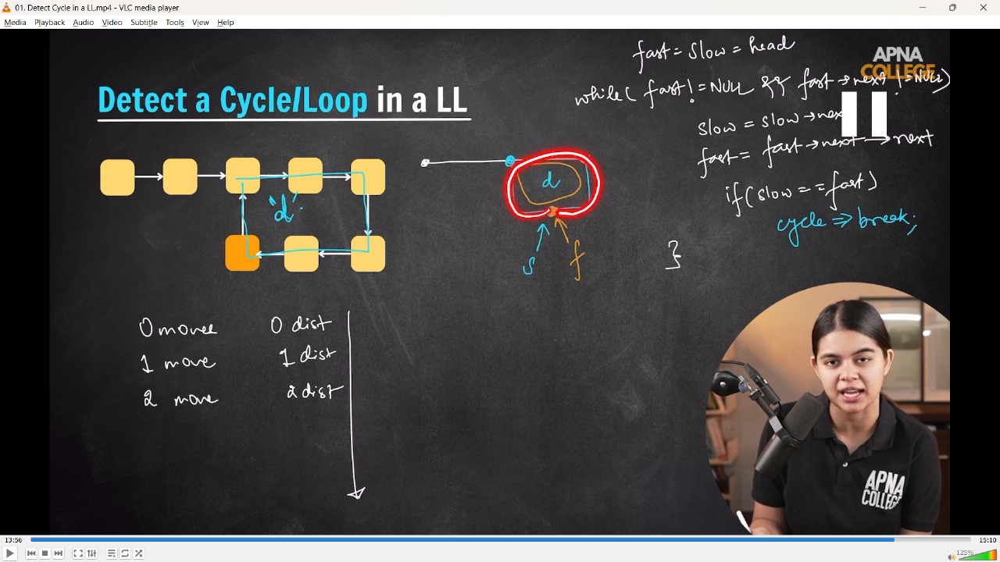 01. Detect Cycle in a LL.mp4 - VLC media player
Media Playback Audio Video Subtitle Tools View Help
fast = slow = head
APNA
COLLEGE
while( fast != NULL && fast → next != NULL)
slow = slow → next
fast = fast → next → next
if(slow == fast)
cycle ⇒ break;
}
Detect a Cycle/Loop in a LL
"d"
d
s
f
0 move 0 dist
1 move 1 dist
2 move 2 dist
APNA
COLLEGE
13:56
15:10
125%